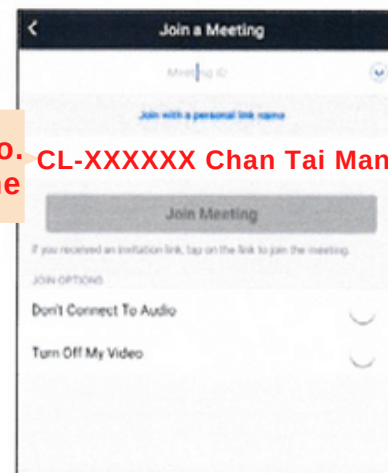 Join a Meeting
Meeting ID
Join with a personal link name
o.
CL-XXXXXX Chan Tai Man
e
Join Meeting
If you received an invitation link, tap on the link to join the meeting.
JOIN OPTIONS
Don't Connect To Audio
Turn Off My Video